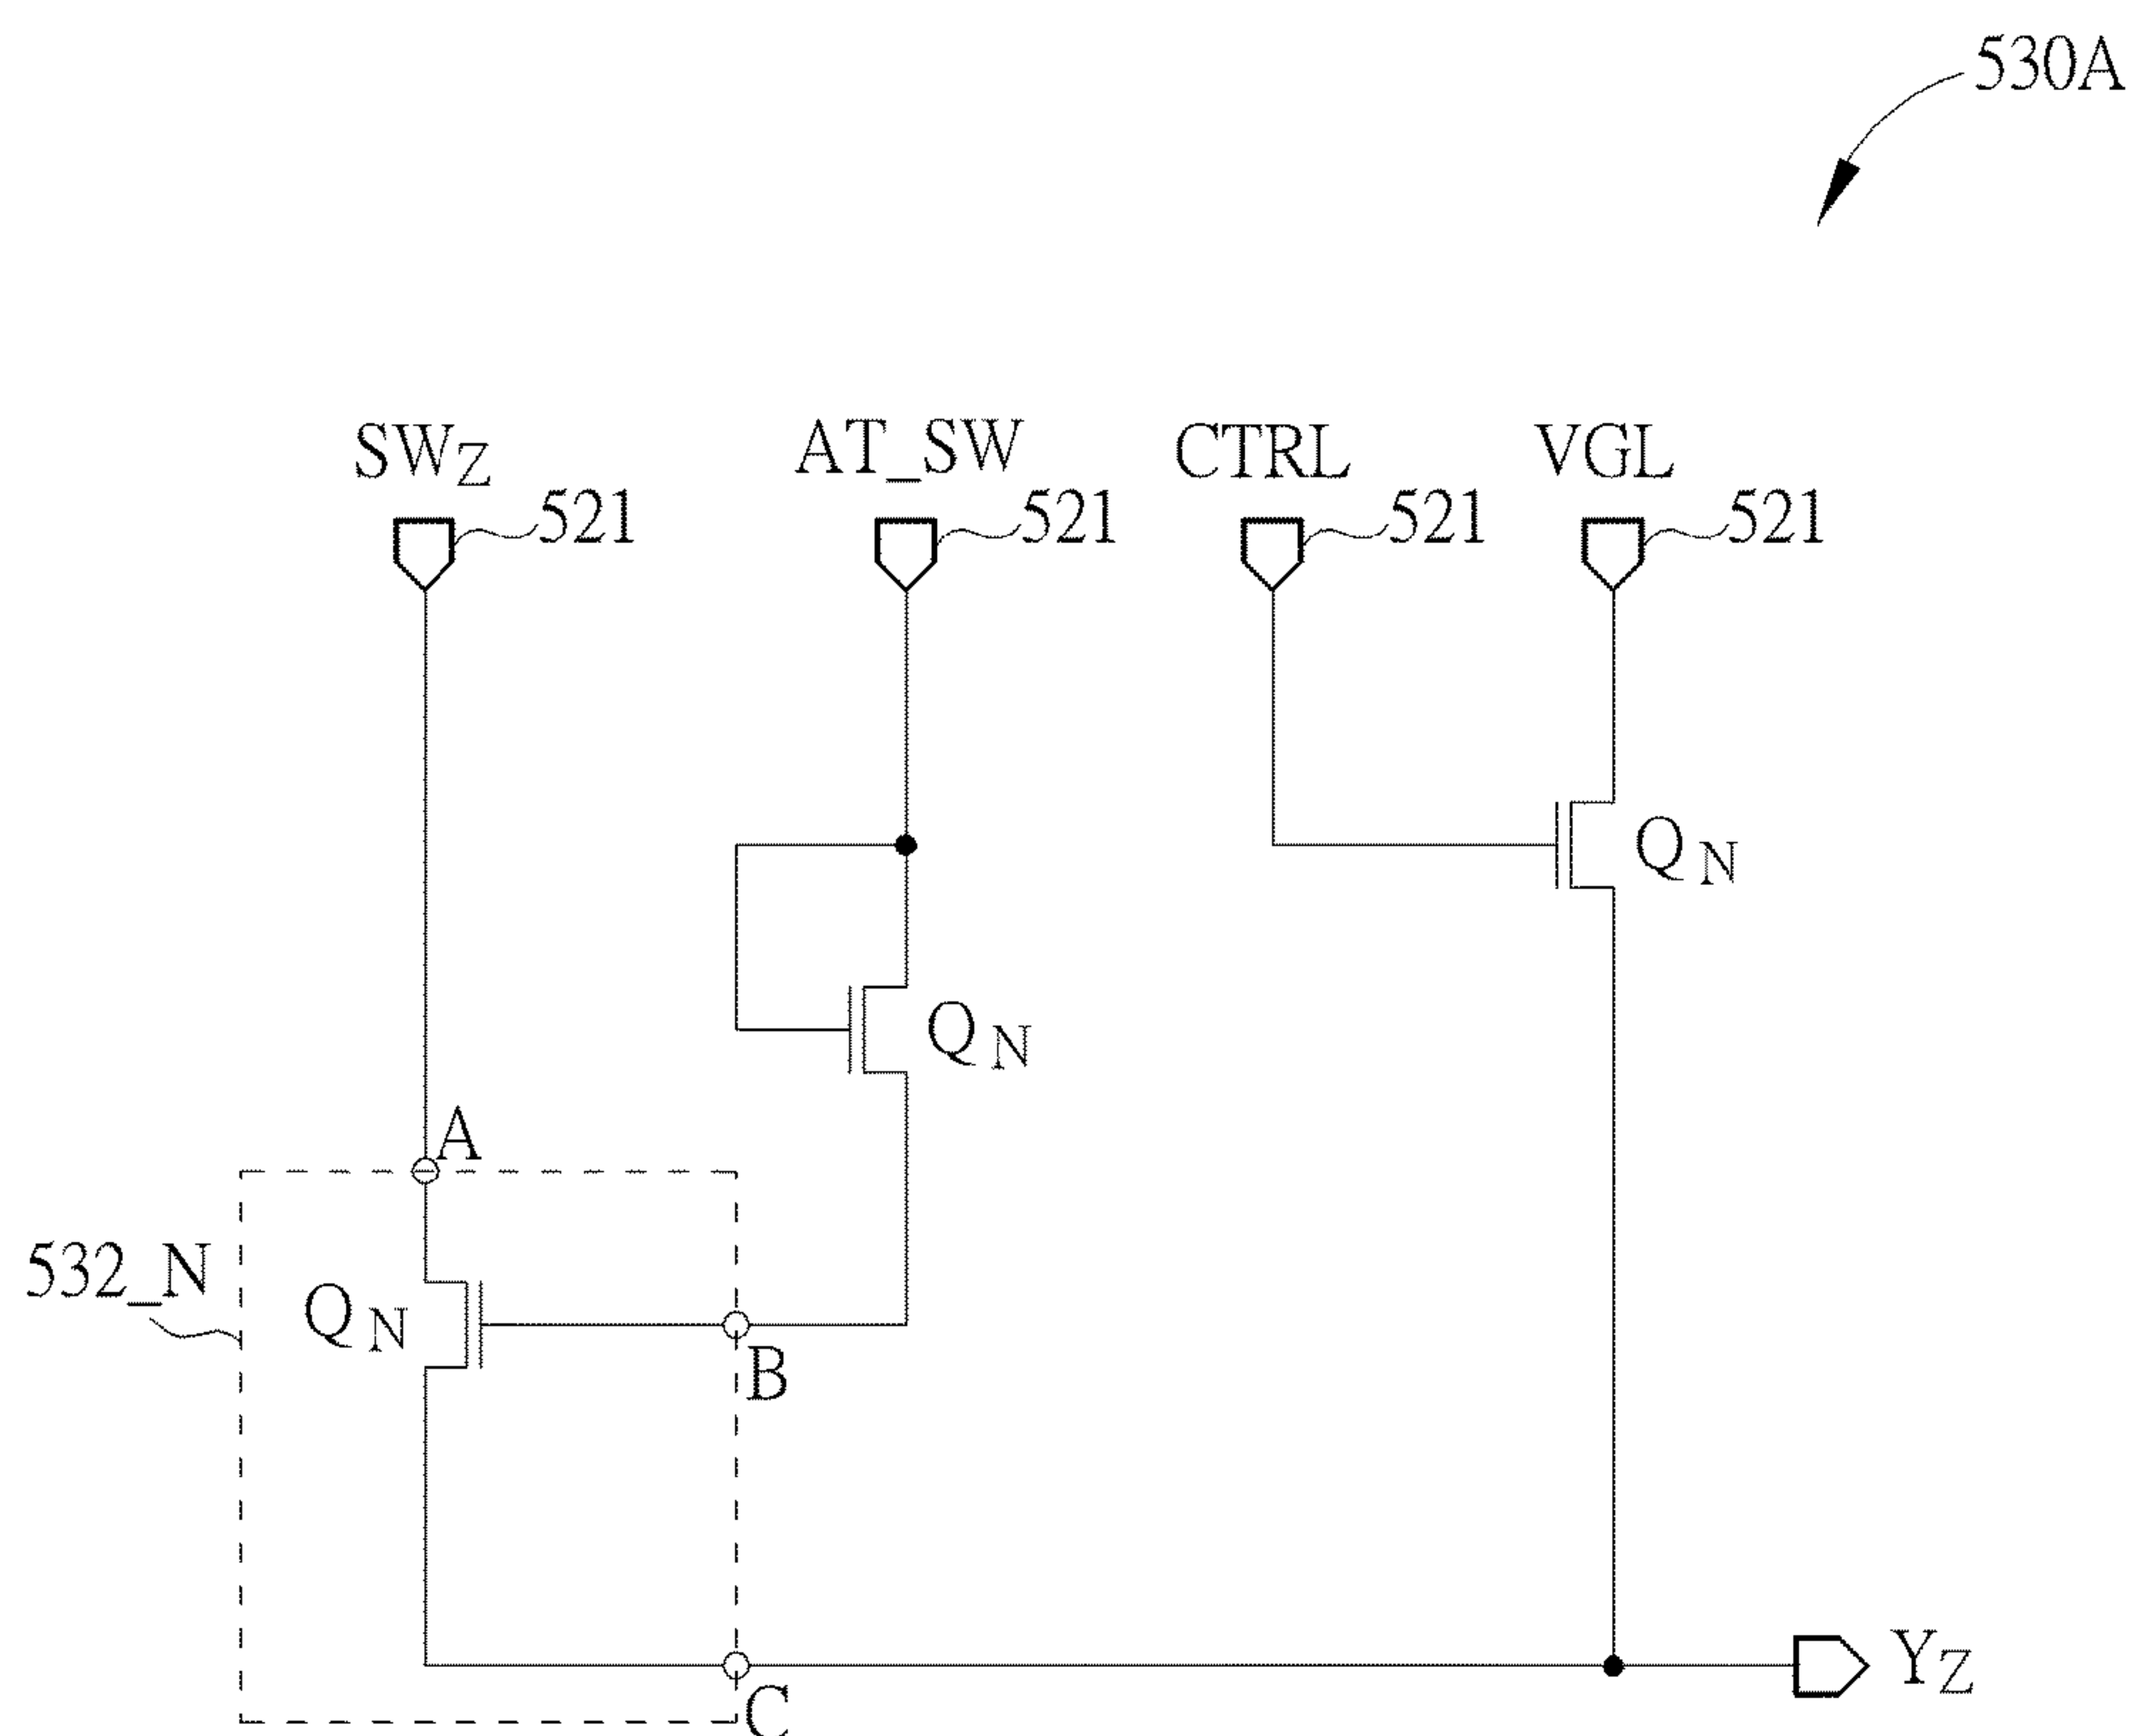 530A
SWZ AT_SW CTRL VGL
521 521 521 521
QN
QN
A
532_N
QN
B
YZ
C